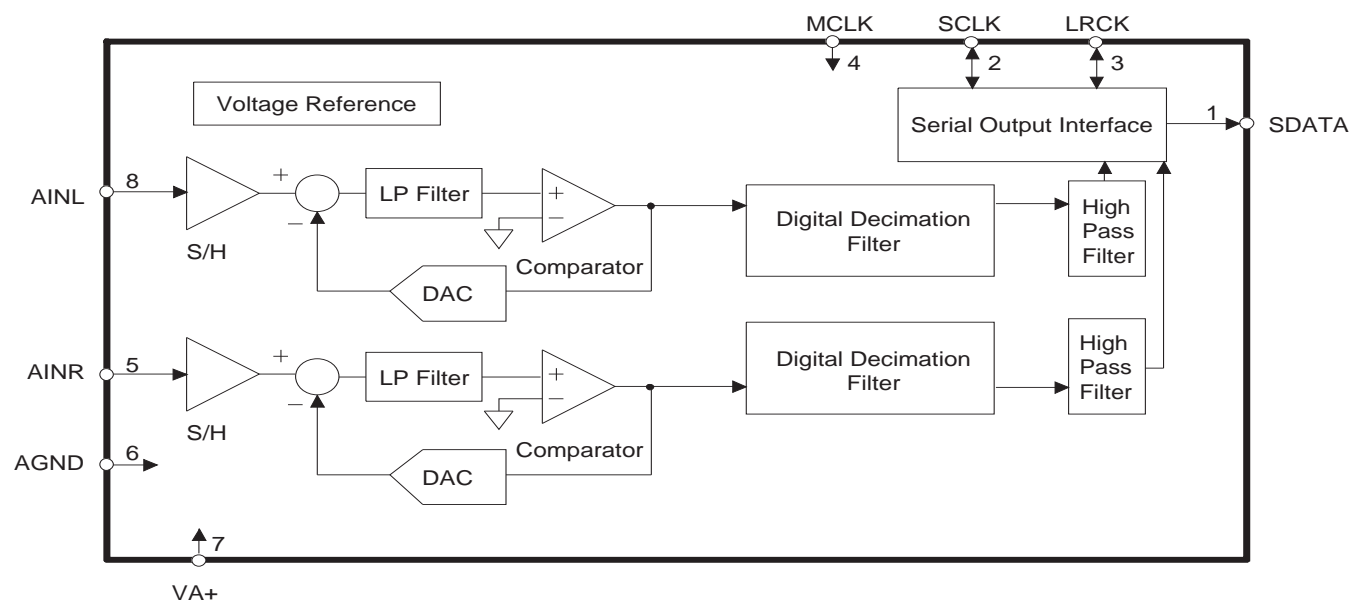 MCLK
SCLK
LRCK
4
2
3
Voltage Reference
Serial Output Interface
1
SDATA
AINL
8
+
−
S/H
LP Filter
+
−
Comparator
DAC
Digital Decimation
Filter
High
Pass
Filter
AINR
5
+
−
S/H
LP Filter
+
−
Comparator
DAC
Digital Decimation
Filter
High
Pass
Filter
AGND
6
7
VA+